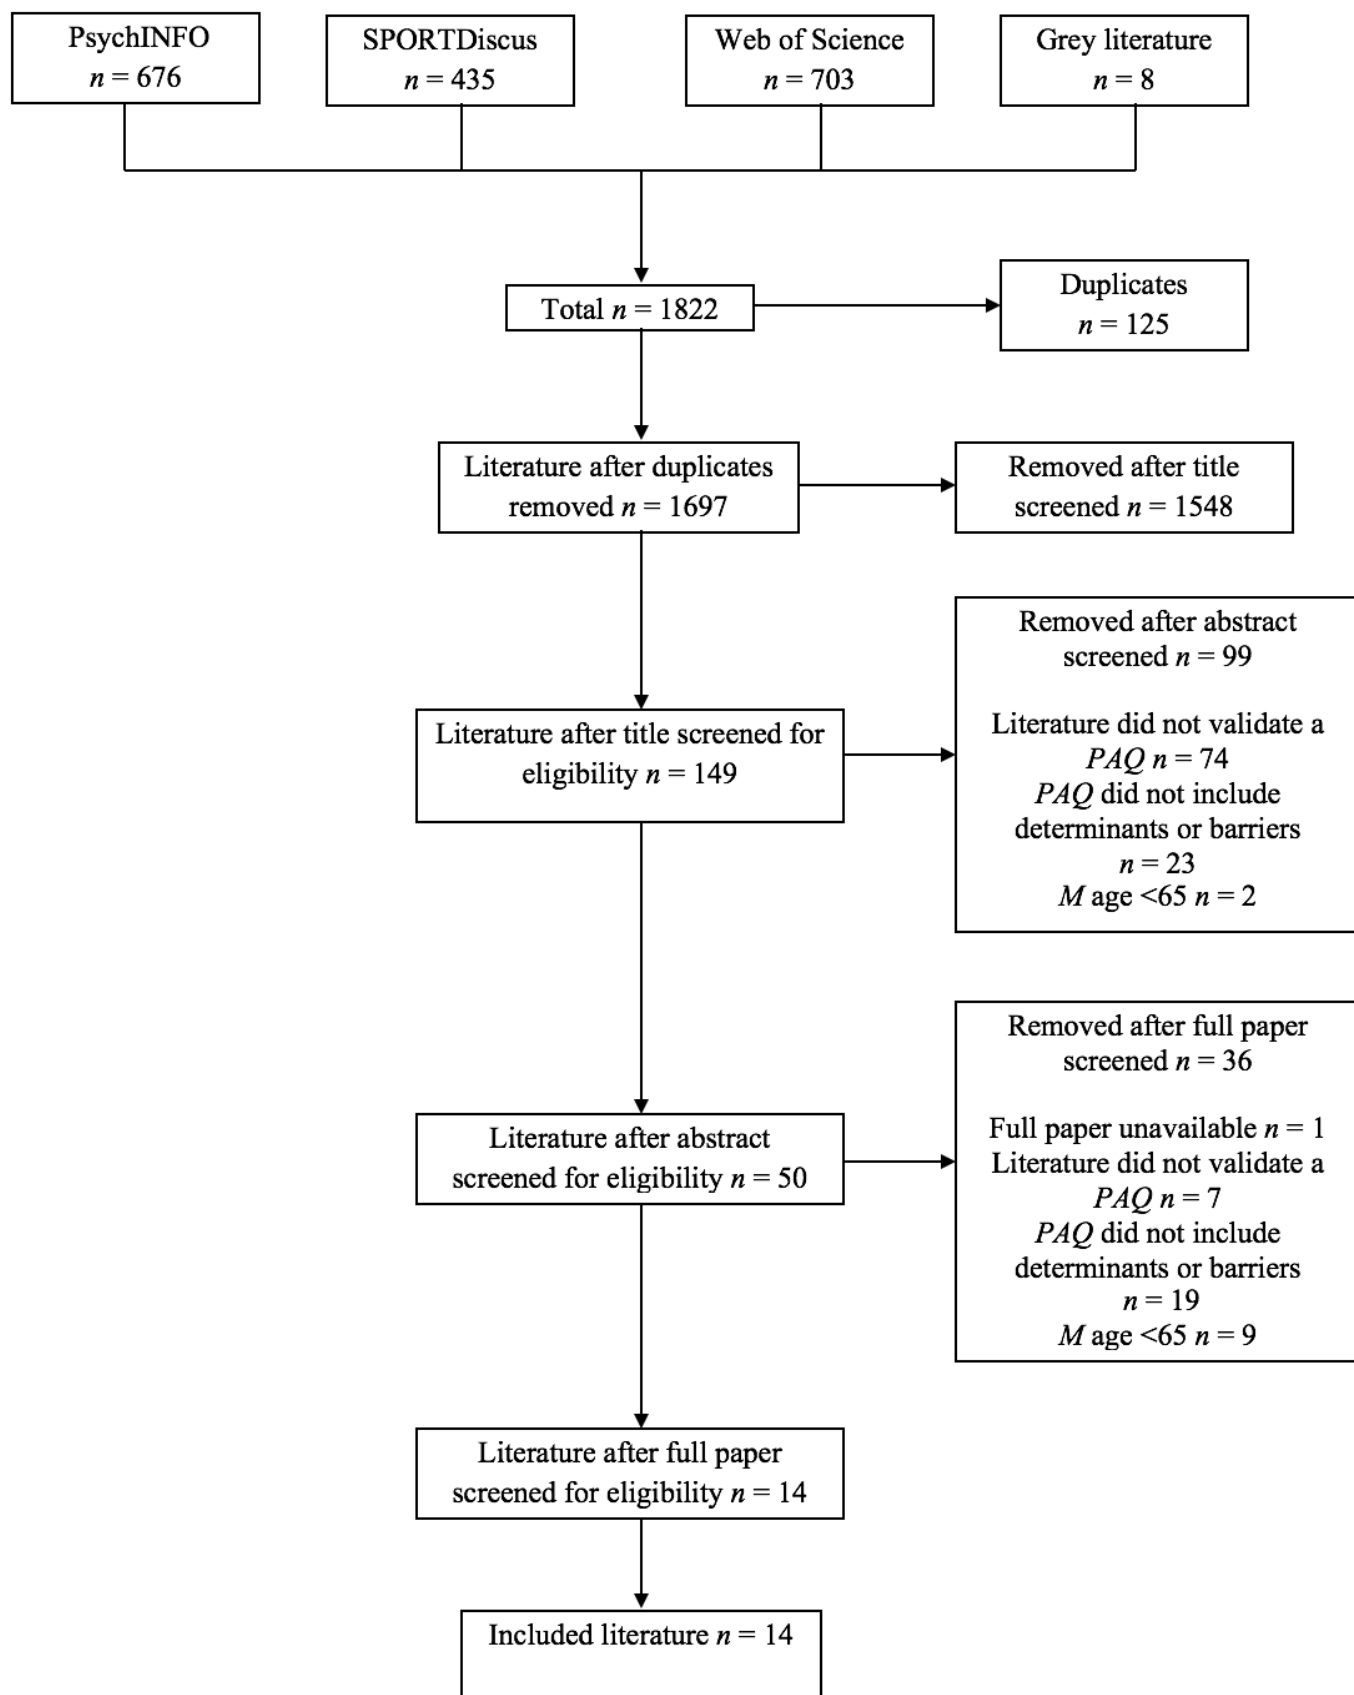 PsychINFO
n = 676
SPORTDiscus
n = 435
Web of Science
n = 703
Grey literature
n = 8
Total n = 1822
Duplicates
n = 125
Literature after duplicates
removed n = 1697
Removed after title
screened n = 1548
Literature after title screened for
eligibility n = 149
Removed after abstract
screened n = 99
Literature did not validate a
PAQ n = 74
PAQ did not include
determinants or barriers
n = 23
M age <65 n = 2
Literature after abstract
screened for eligibility n = 50
Removed after full paper
screened n = 36
Full paper unavailable n = 1
Literature did not validate a
PAQ n = 7
PAQ did not include
determinants or barriers
n = 19
M age <65 n = 9
Literature after full paper
screened for eligibility n = 14
Included literature n = 14